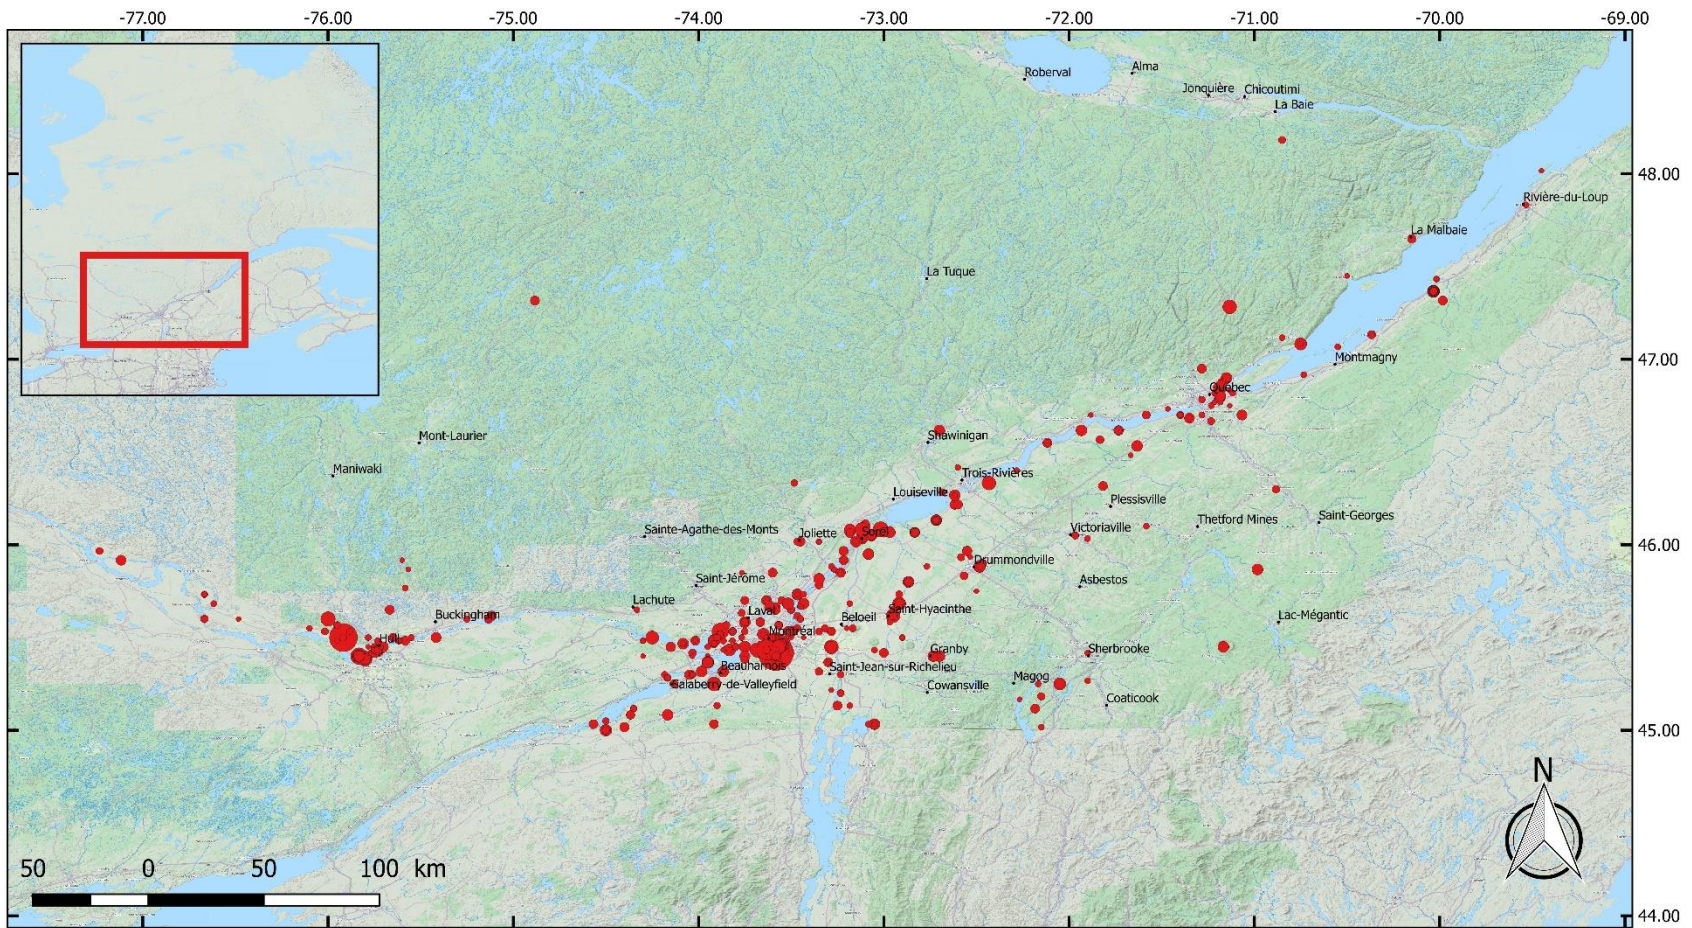 -77.00 -76.00 -75.00 -74.00 -73.00 -72.00 -71.00 -70.00 -69.00
Roberval
Alma
Jonquière
Chicoutimi
La Baie
48.00
Rivière-du-Loup
La Malbaie
La Tuque
47.00
Montmagny
Québec
Mont-Laurier
Shawinigan
Maniwaki
Trois-Rivières
Louiseville
Plessisville
Sainte-Agathe-des-Monts
Joliette
Sorel
Victoriaville
Thetford Mines
Saint-Georges
46.00
Drummondville
Saint-Jérôme
Asbestos
Lachute
Buckingham
Laval
Beloeil
Saint-Hyacinthe
Lac-Mégantic
Hull
Montréal
Granby
Sherbrooke
Beauharnois
Saint-Jean-sur-Richelieu
Salaberry-de-Valleyfield
Cowansville
Magog
Coaticook
45.00
N
50 0 50 100 km
44.00